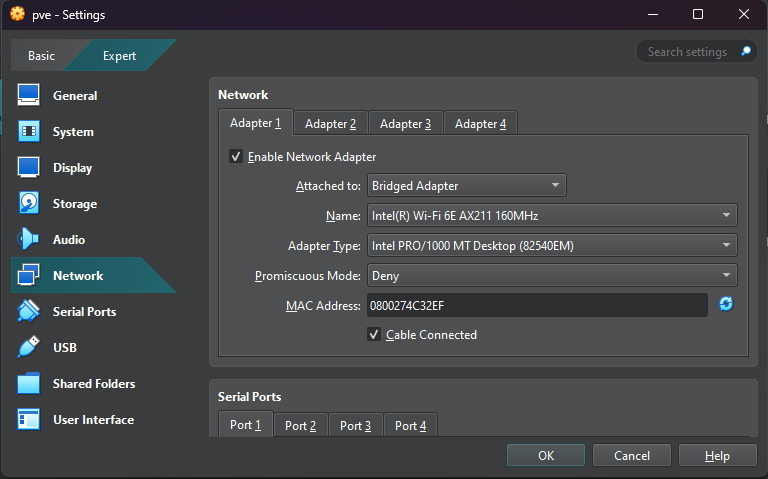 pve - Settings
Basic Expert Search settings
General
System
Display
Storage
Audio
Network
Serial Ports
USB
Shared Folders
User Interface
Network
Adapter 1 Adapter 2 Adapter 3 Adapter 4
Enable Network Adapter
Attached to: Bridged Adapter
Name: Intel(R) Wi-Fi 6E AX211 160MHz
Adapter Type: Intel PRO/1000 MT Desktop (82540EM)
Promiscuous Mode: Deny
MAC Address: 0800274C32EF
Cable Connected
Serial Ports
Port 1 Port 2 Port 3 Port 4
OK Cancel Help